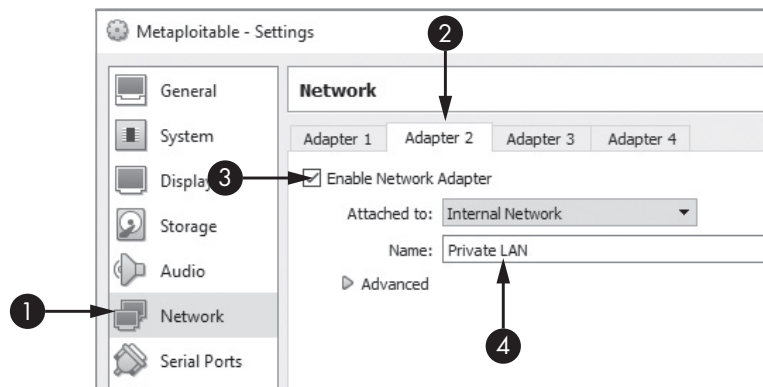 Metaploitable - Settings
2
General
Network
System
Adapter 1 Adapter 2 Adapter 3 Adapter 4
Display
3
Enable Network Adapter
Attached to: Internal Network
Storage
Name: Private LAN
Audio
Advanced
1
Network
4
Serial Ports